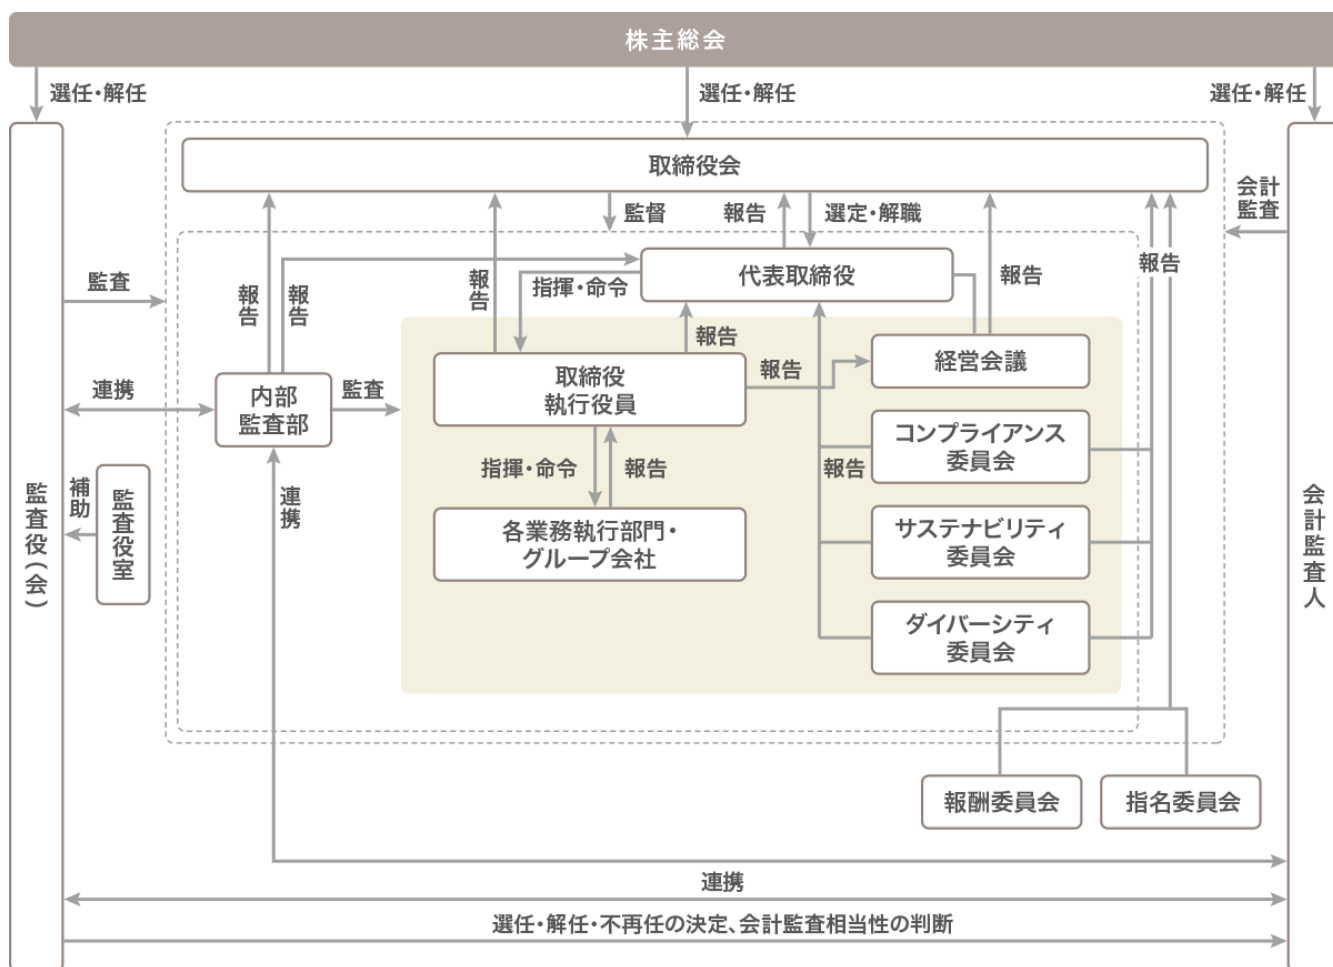 株主総会
選任・解任
選任・解任
選任・解任
取締役会
会計
監査
監督
報告
選定・解職
報告
代表取締役
報告
監査
報告
報告
指揮・命令
報告
報告
経営会議
取締役
執行役員
報告
連携
内部
監査部
監査
コンプライアンス
委員会
指揮・命令
報告
報告
監査役(会)
補助
監査役室
連携
各業務執行部門・
グループ会社
サステナビリティ
委員会
会計監査人
ダイバーシティ
委員会
報酬委員会
指名委員会
連携
選任・解任・不再任の決定、会計監査相当性の判断